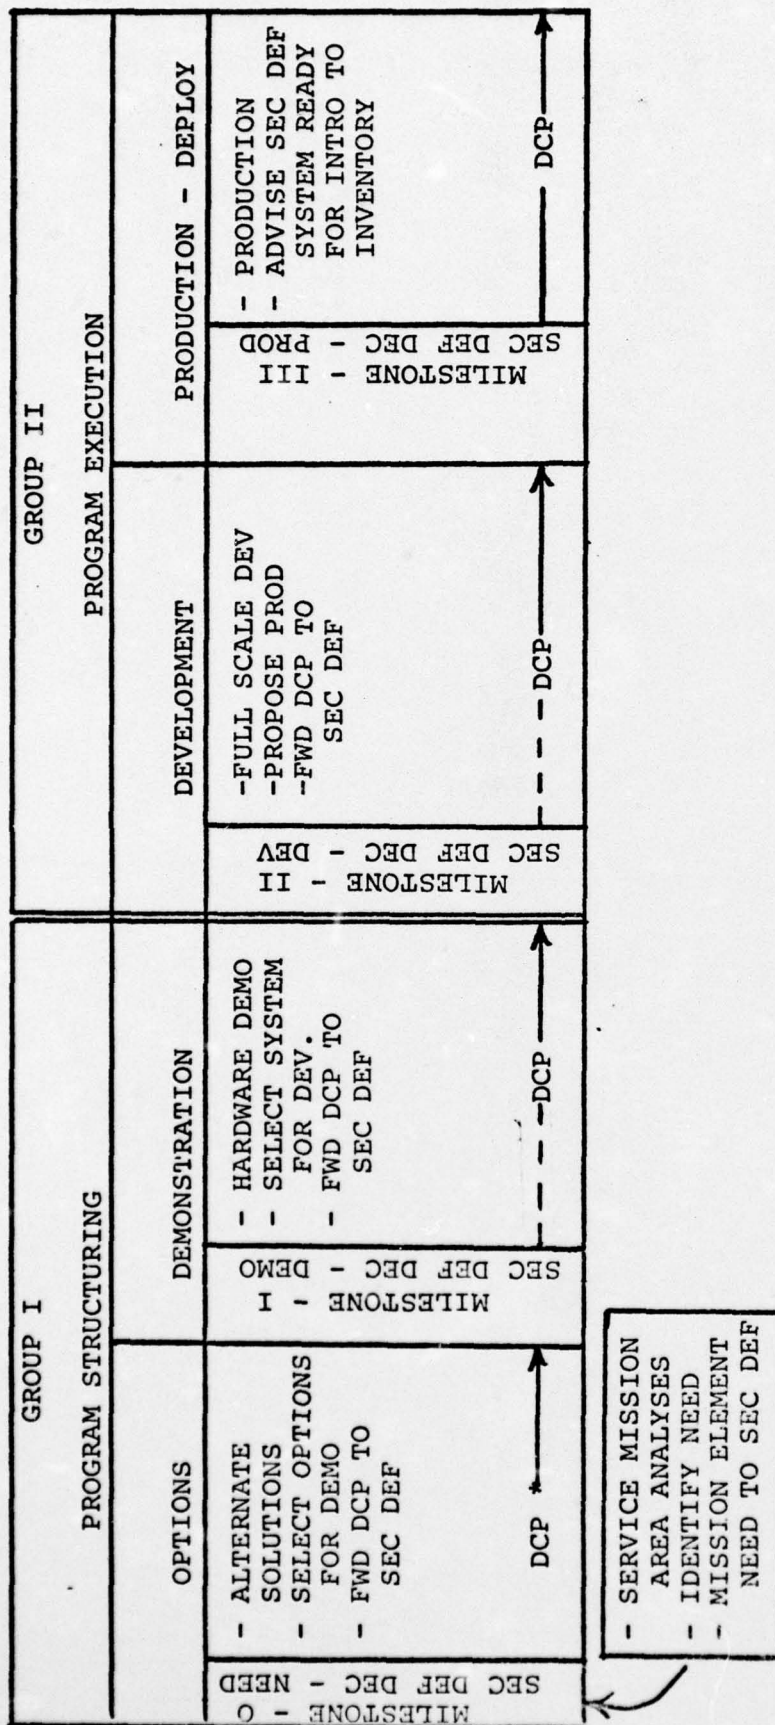 GROUP I
PROGRAM STRUCTURING
OPTIONS
MILESTONE - O
SEC DEF DEC - NEED
- ALTERNATE
SOLUTIONS
- SELECT OPTIONS
FOR DEMO
- FWD DCP TO
SEC DEF
DCP *
DEMONSTRATION
MILESTONE - I
SEC DEF DEC - DEMO
- HARDWARE DEMO
- SELECT SYSTEM
FOR DEV.
- FWD DCP TO
SEC DEF
DCP
GROUP II
PROGRAM EXECUTION
DEVELOPMENT
MILESTONE - II
SEC DEF DEC - DEV
-FULL SCALE DEV
-PROPOSE PROD
-FWD DCP TO
SEC DEF
DCP
PRODUCTION - DEPLOY
MILESTONE - III
SEC DEF DEC - PROD
- PRODUCTION
- ADVISE SEC DEF
SYSTEM READY
FOR INTRO TO
INVENTORY
DCP
- SERVICE MISSION
AREA ANALYSES
- IDENTIFY NEED
- MISSION ELEMENT
NEED TO SEC DEF